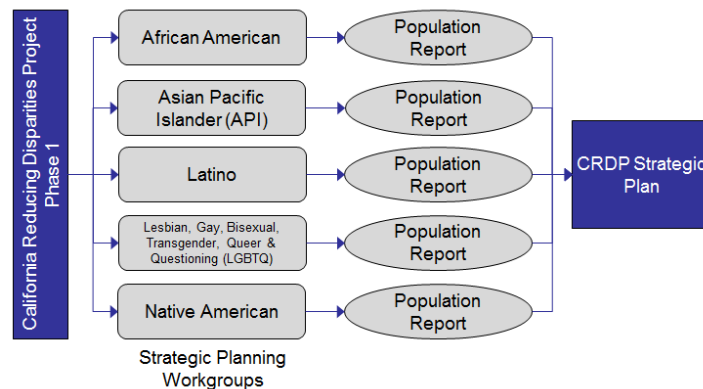 California Reducing Disparities Project
Phase 1
African American
Population
Report
Asian Pacific
Islander (API)
Population
Report
Latino
Population
Report
Lesbian, Gay, Bisexual,
Transgender, Queer &
Questioning (LGBTQ)
Population
Report
Native American
Population
Report
CRDP Strategic
Plan
Strategic Planning
Workgroups